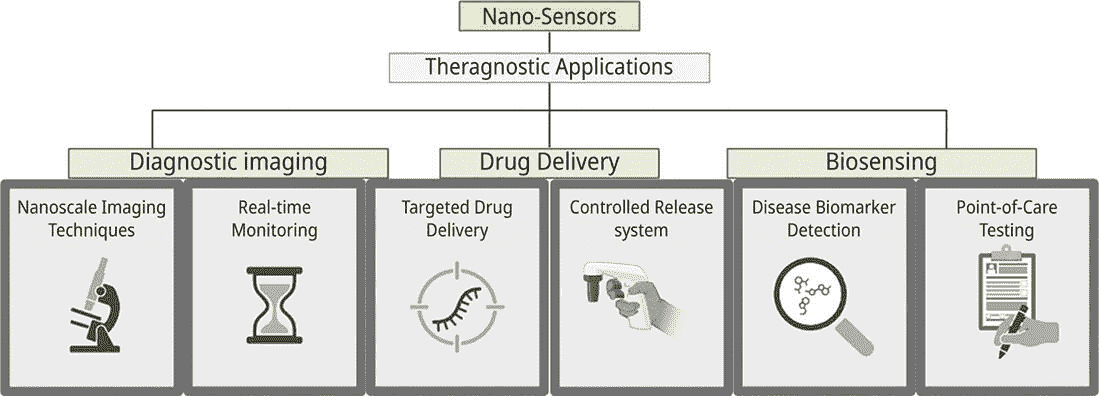 Nano-Sensors
Theragnostic Applications
Diagnostic imaging
Drug Delivery
Biosensing
Nanoscale Imaging
Techniques
Real-time
Monitoring
Targeted Drug
Delivery
Controlled Release
system
Disease Biomarker
Detection
Point-of-Care
Testing